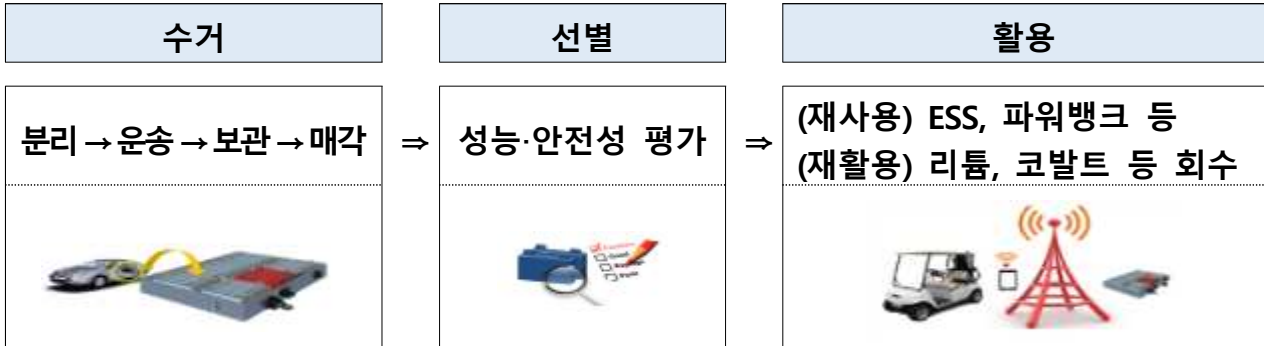 수거
선별
활용
분리 → 운송 → 보관 → 매각
⇒
성능·안전성 평가
⇒
(재사용) ESS, 파워뱅크 등
(재활용) 리튬, 코발트 등 회수